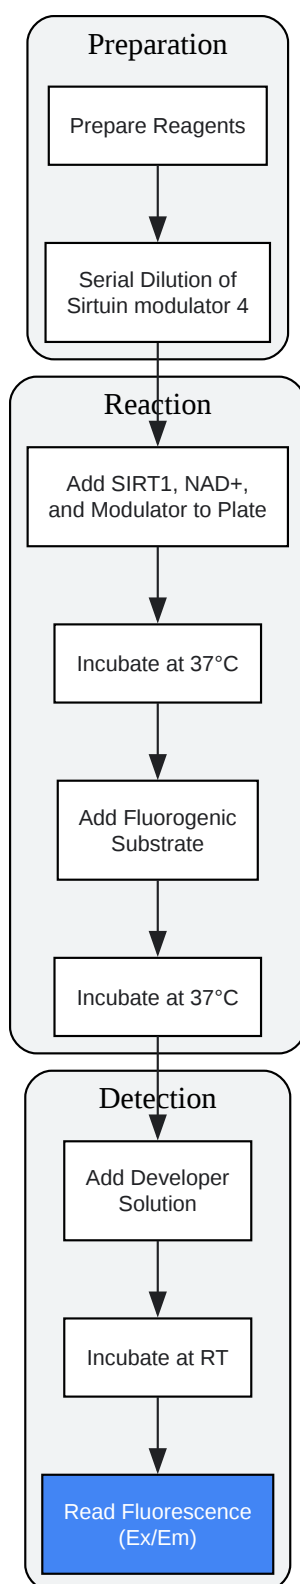 Preparation
Prepare Reagents
Serial Dilution of
Sirtuin modulator 4
Reaction
Add SIRT1, NAD+,
and Modulator to Plate
Incubate at 37°C
Add Fluorogenic
Substrate
Incubate at 37°C
Detection
Add Developer
Solution
Incubate at RT
Read Fluorescence
(Ex/Em)